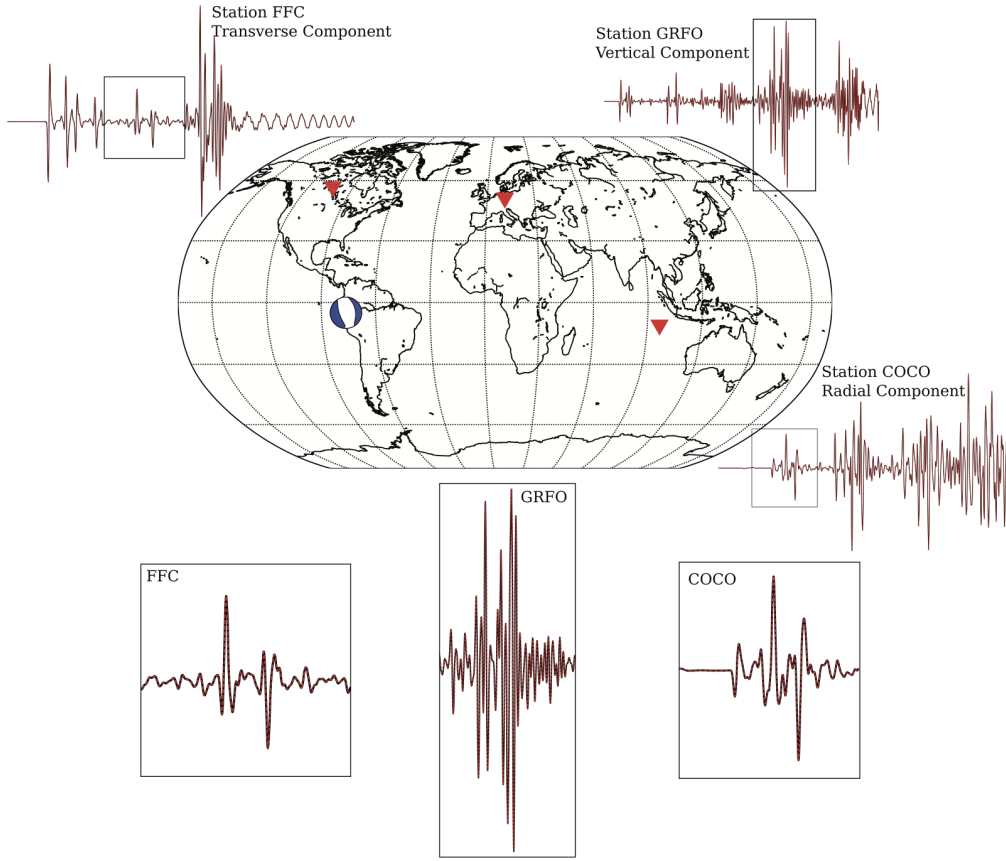 Station FFC
Transverse Component
Station GRFO
Vertical Component
Station COCO
Radial Component
GRFO
FFC
COCO